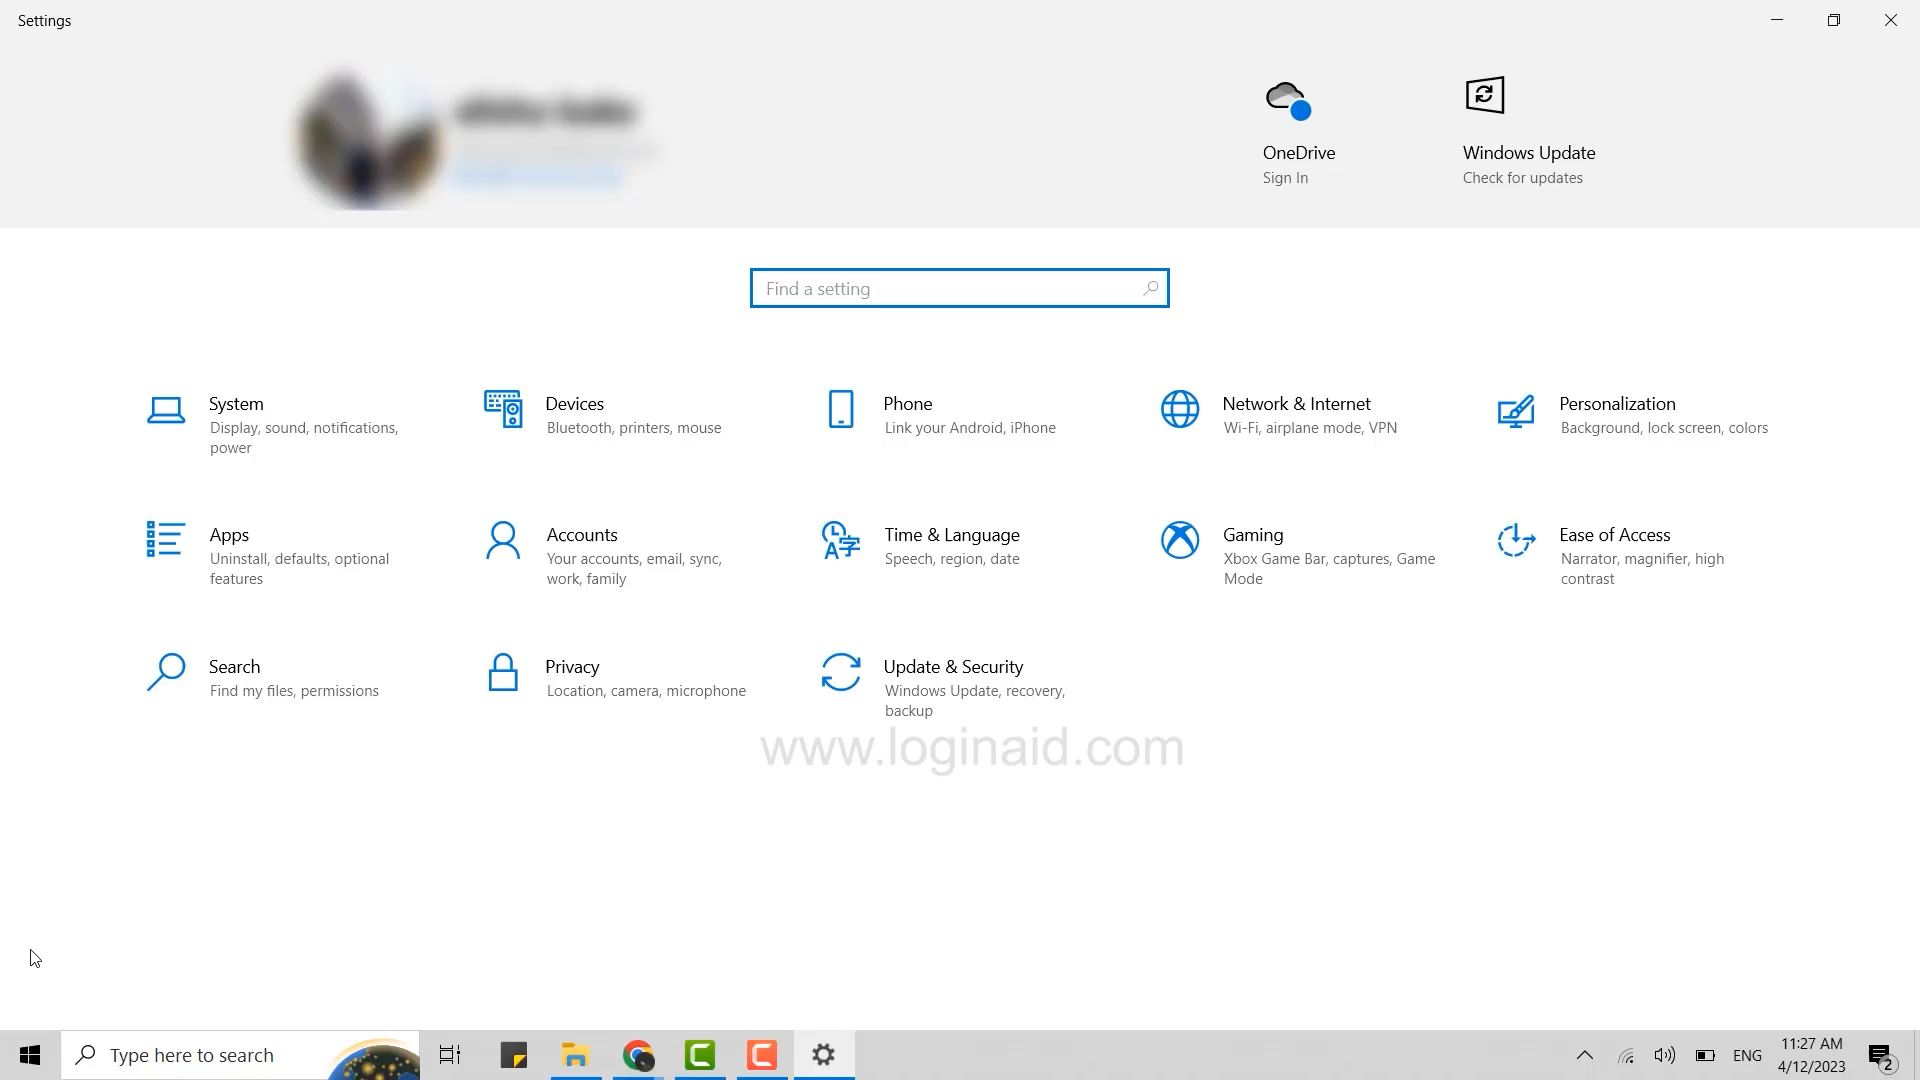 Settings
OneDrive
Sign In
Windows Update
Check for updates
Find a setting
System
Display, sound, notifications,
power
Devices
Bluetooth, printers, mouse
Phone
Link your Android, iPhone
Network & Internet
Wi-Fi, airplane mode, VPN
Personalization
Background, lock screen, colors
Apps
Uninstall, defaults, optional
features
Accounts
Your accounts, email, sync,
work, family
Time & Language
Speech, region, date
Gaming
Xbox Game Bar, captures, Game
Mode
Ease of Access
Narrator, magnifier, high
contrast
Search
Find my files, permissions
Privacy
Location, camera, microphone
Update & Security
Windows Update, recovery,
backup
www.loginaid.com
Type here to search
ENG
11:27 AM
4/12/2023
2